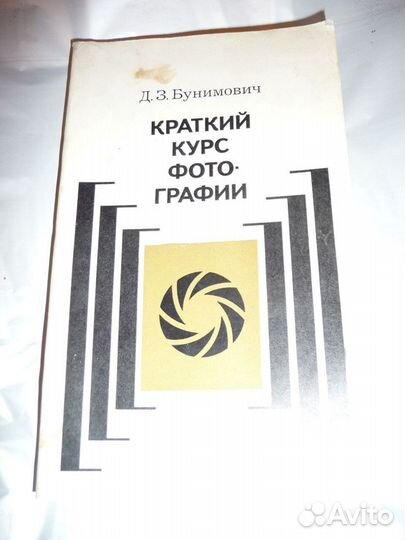 Д. З. Бунимович
КРАТКИЙ
КУРС
ФОТО-
ГРАФИИ
Avito